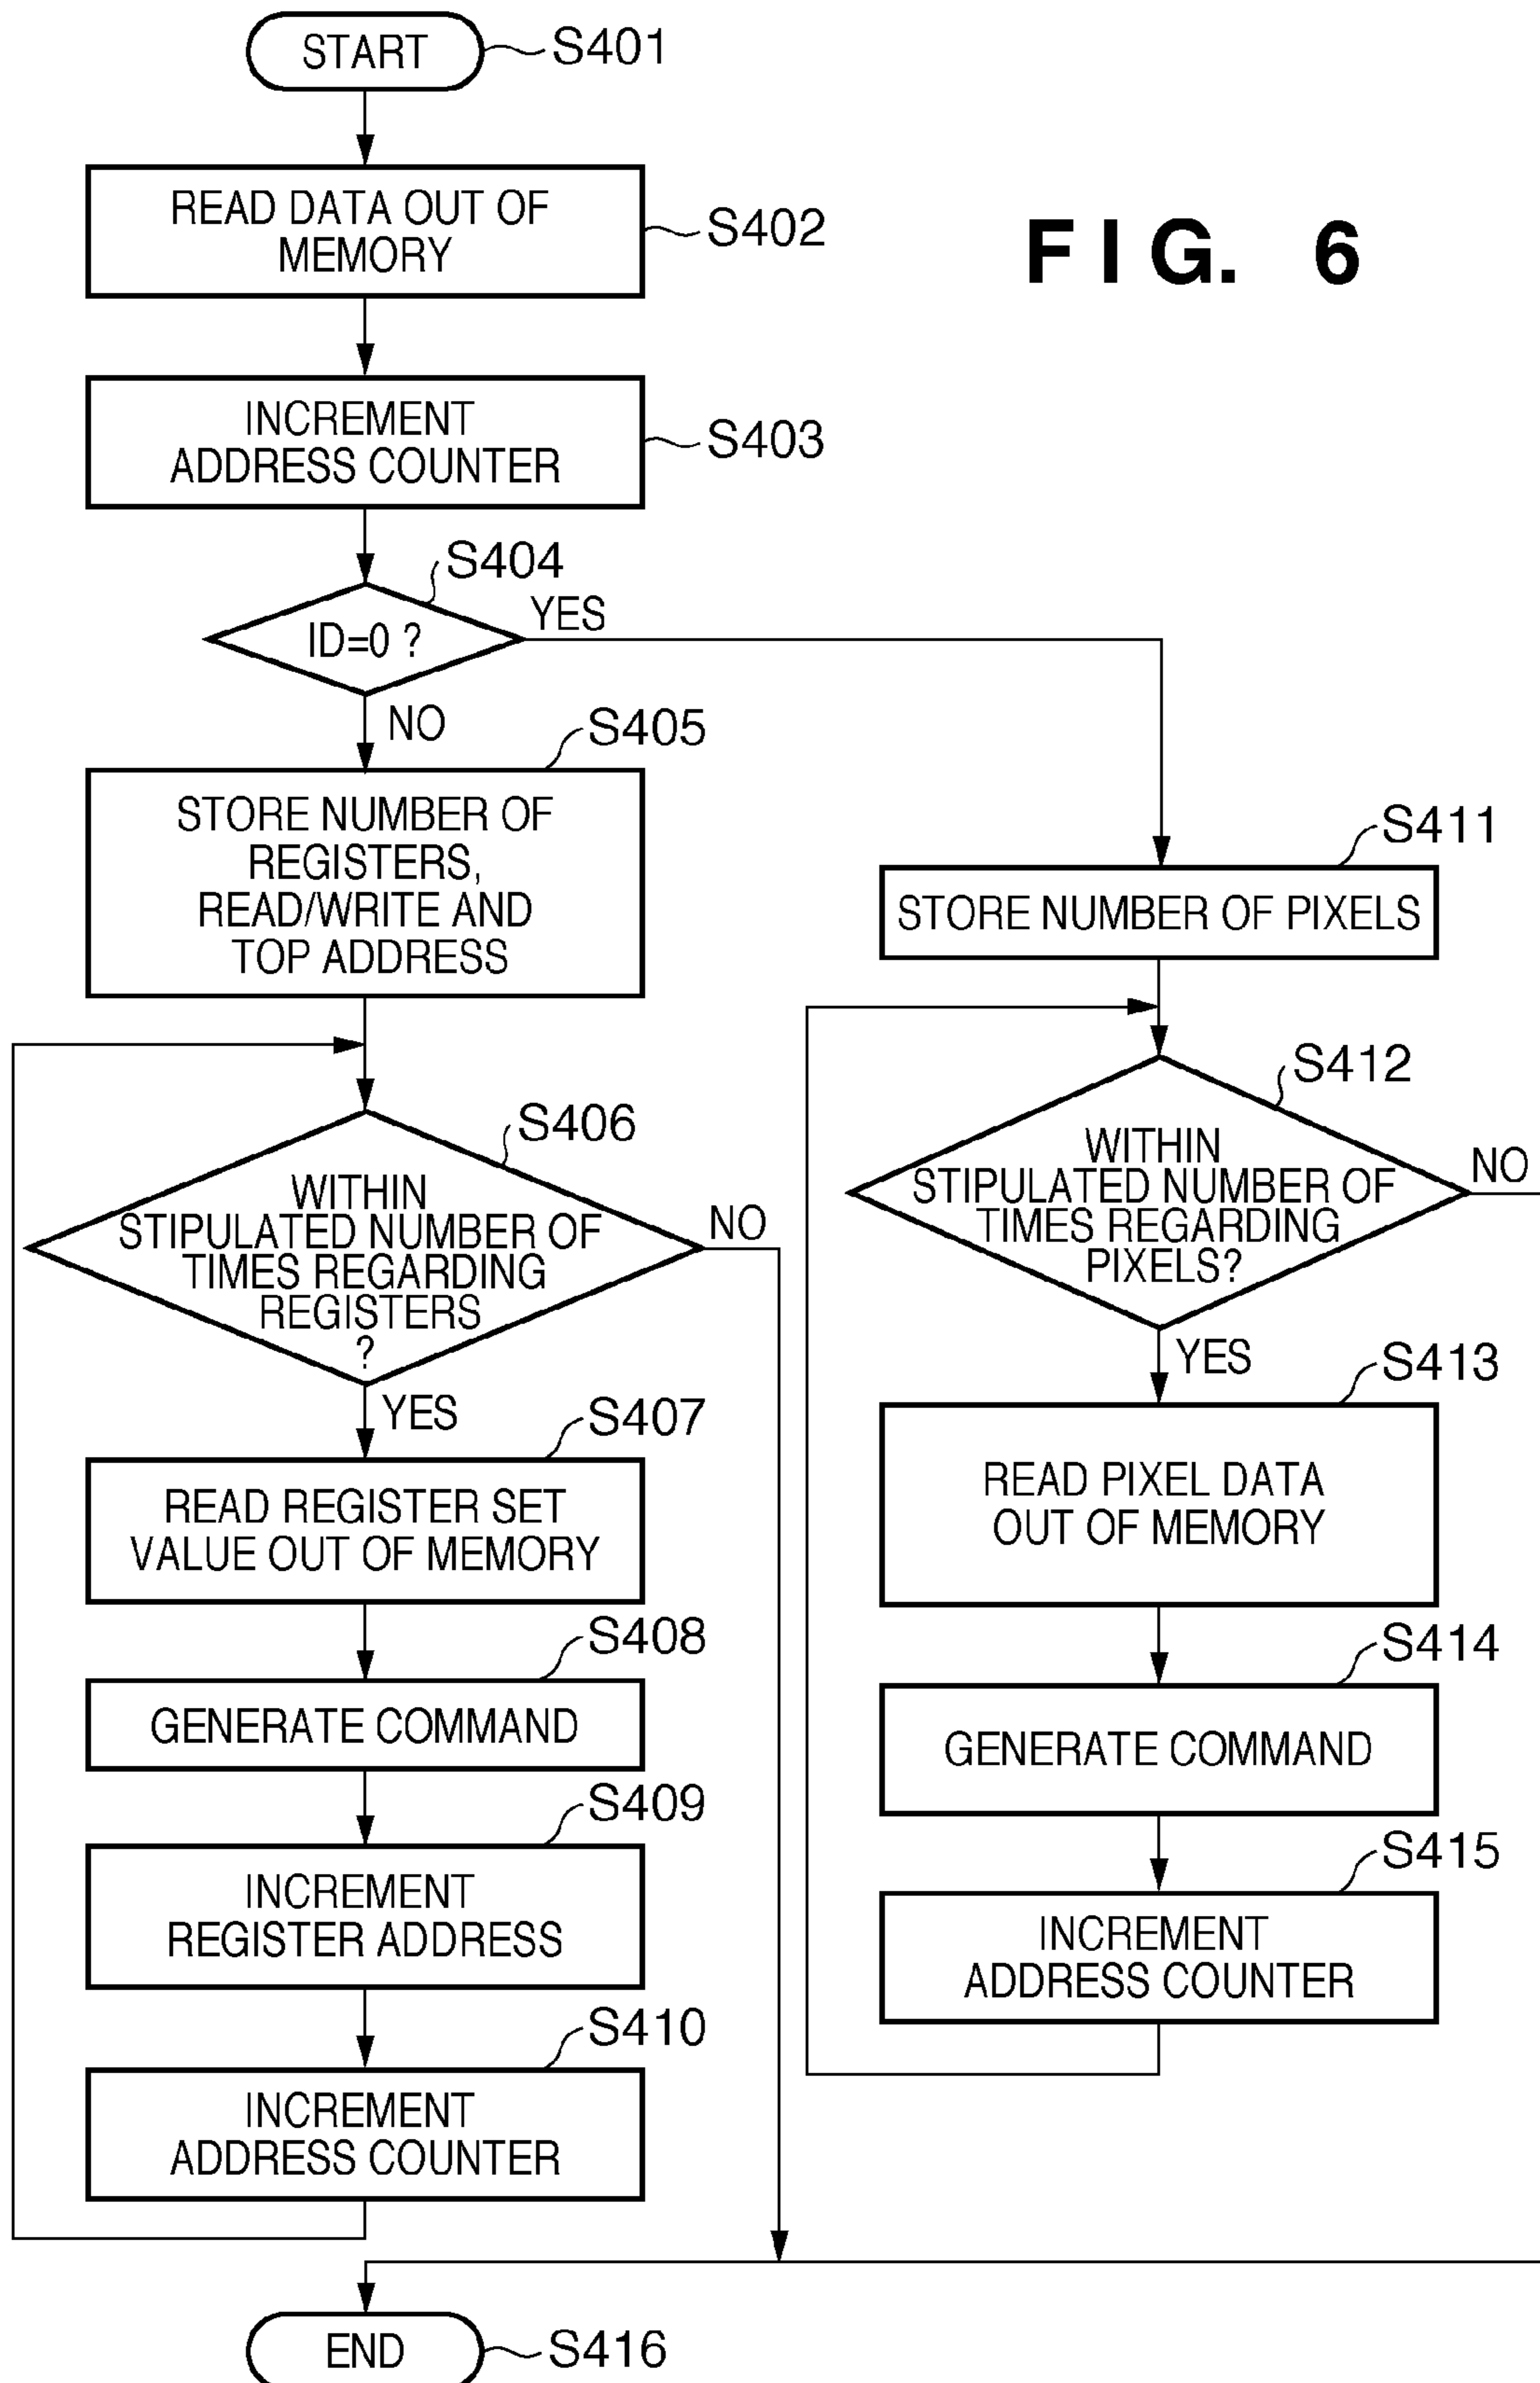 START
S401
READ DATA OUT OF
MEMORY
S402
FIG. 6
INCREMENT
ADDRESS COUNTER
S403
S404
ID=0 ?
YES
NO
S405
STORE NUMBER OF
REGISTERS,
READ/WRITE AND
TOP ADDRESS
S406
WITHIN
STIPULATED NUMBER OF
TIMES REGARDING
REGISTERS
?
NO
YES
S407
READ REGISTER SET
VALUE OUT OF MEMORY
S408
GENERATE COMMAND
S409
INCREMENT
REGISTER ADDRESS
S410
INCREMENT
ADDRESS COUNTER
S411
STORE NUMBER OF PIXELS
S412
WITHIN
STIPULATED NUMBER OF
TIMES REGARDING
PIXELS?
NO
YES
S413
READ PIXEL DATA
OUT OF MEMORY
S414
GENERATE COMMAND
S415
INCREMENT
ADDRESS COUNTER
END
S416